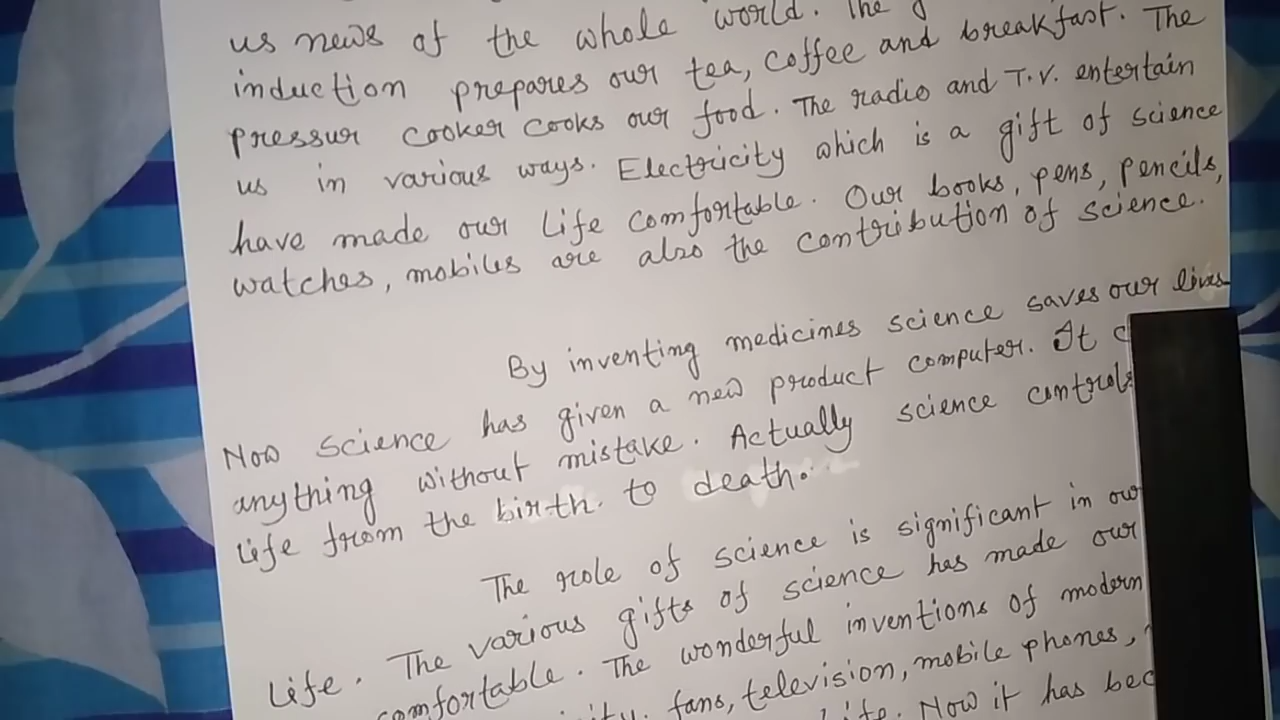 us news of the whole world. The
induction prepares our tea, coffee and breakfast. The
pressur cooker cooks our food. The radio and T.V. entertain
us in various ways. Electricity which is a gift of science
have made our life comfortable. Our books, pens, pencils,
watches, mobiles are also the contribution of science.
By inventing medicines science saves our lives
Now science has given a new product computer. It
anything without mistake. Actually science controls
life from the birth. to death.
The role of science is significant in our
life. The various gifts of science has made our
comfortable. The wonderful inventions of modern
fans, television, mobile phones,
life. Now it has